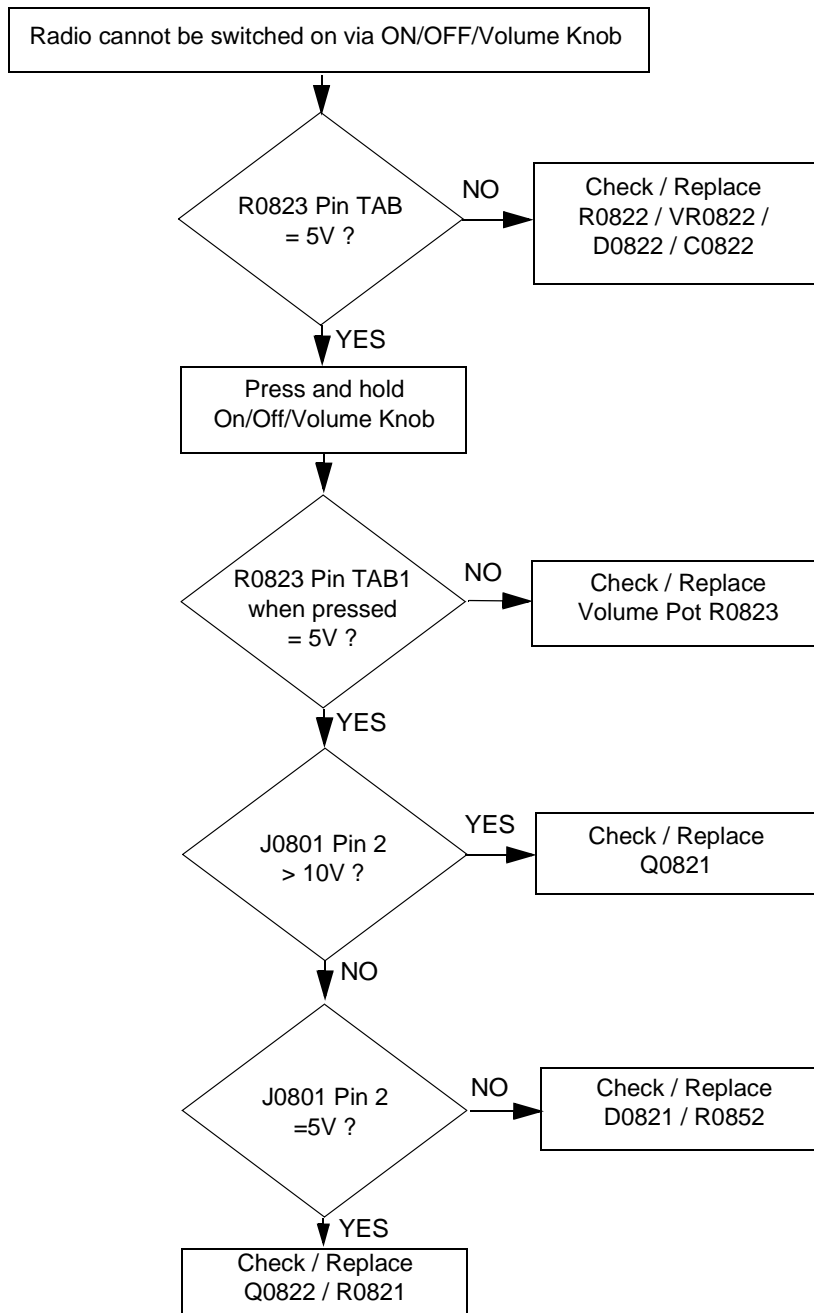 Radio cannot be switched on via ON/OFF/Volume Knob
R0823 Pin TAB
= 5V ?
NO
Check / Replace
R0822 / VR0822 /
D0822 / C0822
YES
Press and hold
On/Off/Volume Knob
R0823 Pin TAB1
when pressed
= 5V ?
NO
Check / Replace
Volume Pot R0823
YES
J0801 Pin 2
> 10V ?
YES
Check / Replace
Q0821
NO
J0801 Pin 2
=5V ?
NO
Check / Replace
D0821 / R0852
YES
Check / Replace
Q0822 / R0821